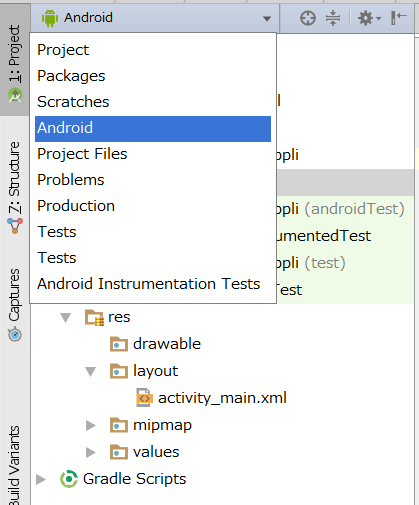 Android
1: Project
Project
Packages
Scratches
Android
Project Files
Problems
Production
Tests
Tests
Android Instrumentation Tests
ppli
ppli (androidTest)
umentedTest
ppli (test)
Test
res
drawable
layout
activity_main.xml
mipmap
values
Gradle Scripts
Z: Structure
Captures
Build Variants